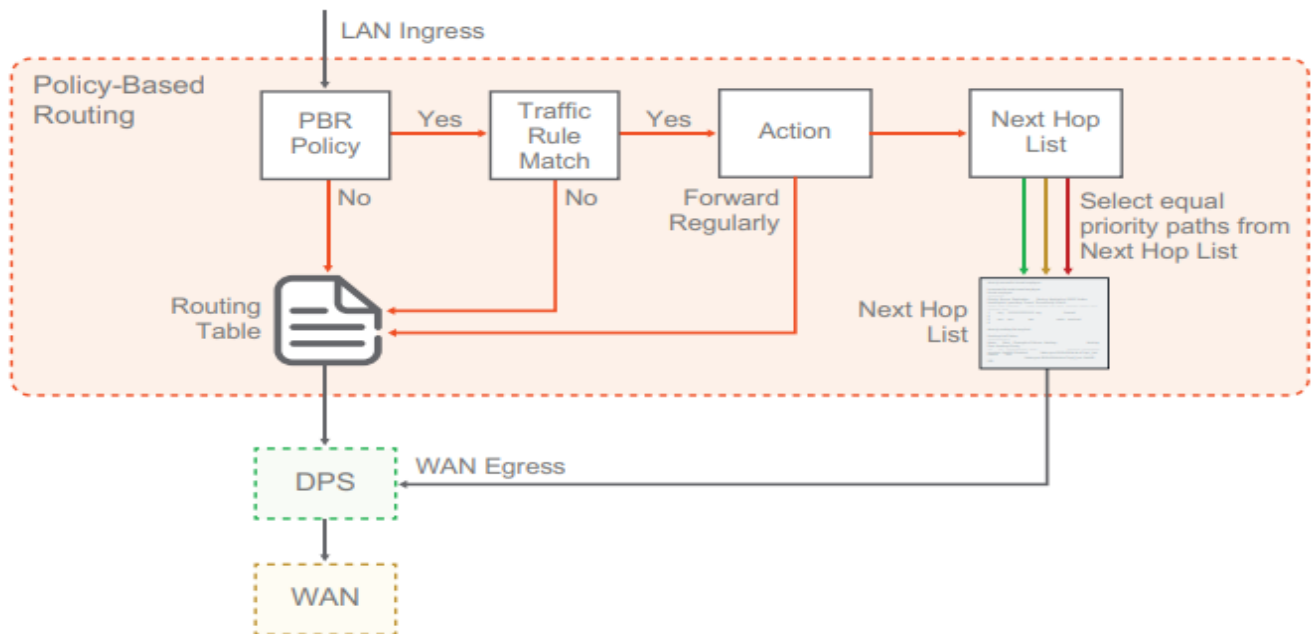 LAN Ingress
Policy-Based
Routing
PBR
Policy
Yes
Traffic
Rule
Match
Yes
Action
Next Hop
List
No
No
Forward
Regularly
Select equal
priority paths from
Next Hop List
Routing
Table
Next Hop
List
DPS
WAN Egress
WAN